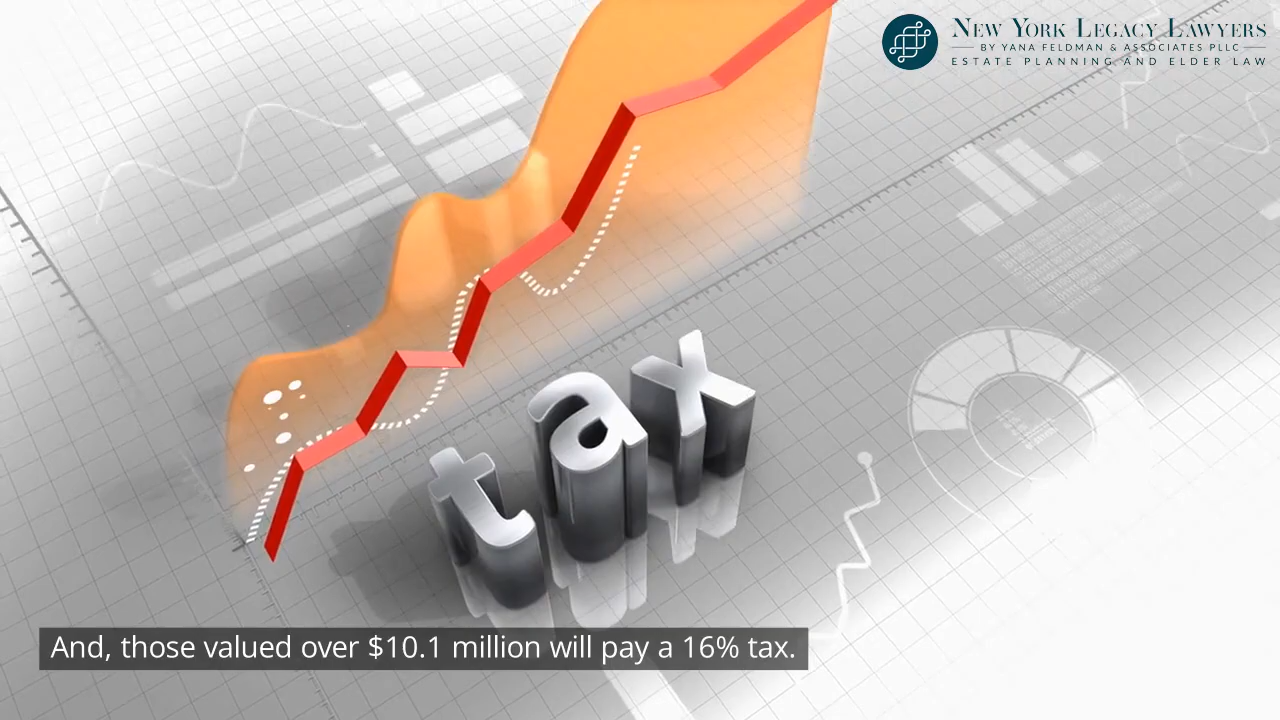 NEW YORK LEGACY LAWYERS
BY YANA FELDMAN & ASSOCIATES PLLC
ESTATE PLANNING AND ELDER LAW
tax
And, those valued over $10.1 million will pay a 16% tax.